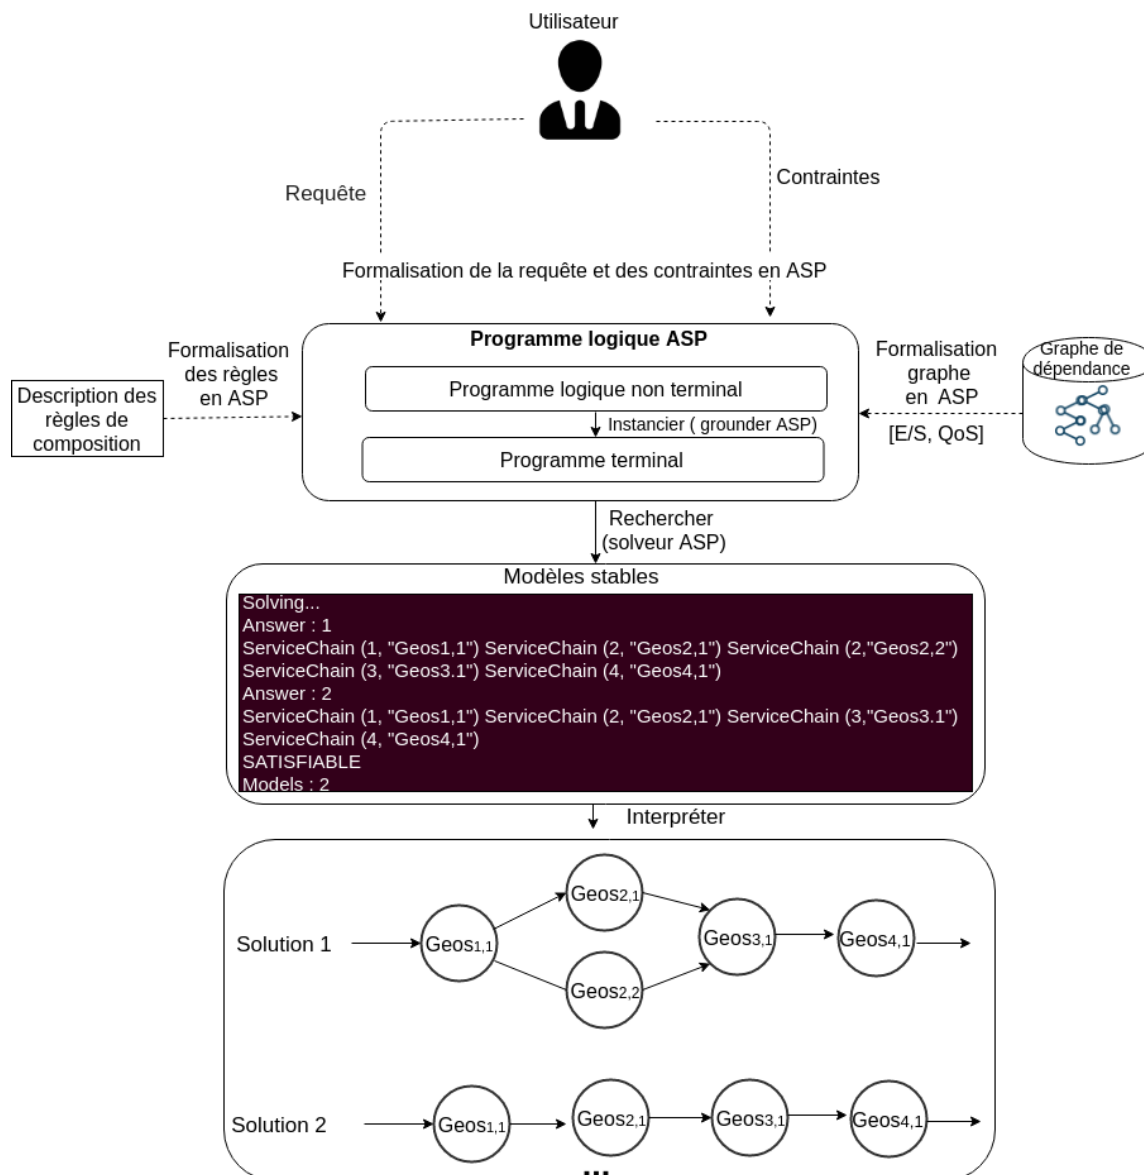 Utilisateur
Requête
Contraintes
Formalisation de la requête et des contraintes en ASP
Programme logique ASP
Formalisation
des règles
en ASP
Description des
règles de
composition
Programme logique non terminal
Instancier ( grounder ASP)
Programme terminal
Formalisation
graphe
en ASP
[E/S, QoS]
Graphe de
dépendance
Rechercher
(solveur ASP)
Modèles stables
Solving...
Answer : 1
ServiceChain (1, "Geos1,1") ServiceChain (2, "Geos2,1") ServiceChain (2,"Geos2,2")
ServiceChain (3, "Geos3.1") ServiceChain (4, "Geos4,1")
Answer : 2
ServiceChain (1, "Geos1,1") ServiceChain (2, "Geos2,1") ServiceChain (3,"Geos3.1")
ServiceChain (4, "Geos4,1")
SATISFIABLE
Models : 2
Interpréter
Solution 1
Geos1,1
Geos2,1
Geos2,2
Geos3,1
Geos4,1
Solution 2
Geos1,1
Geos2,1
Geos3,1
Geos4,1
...